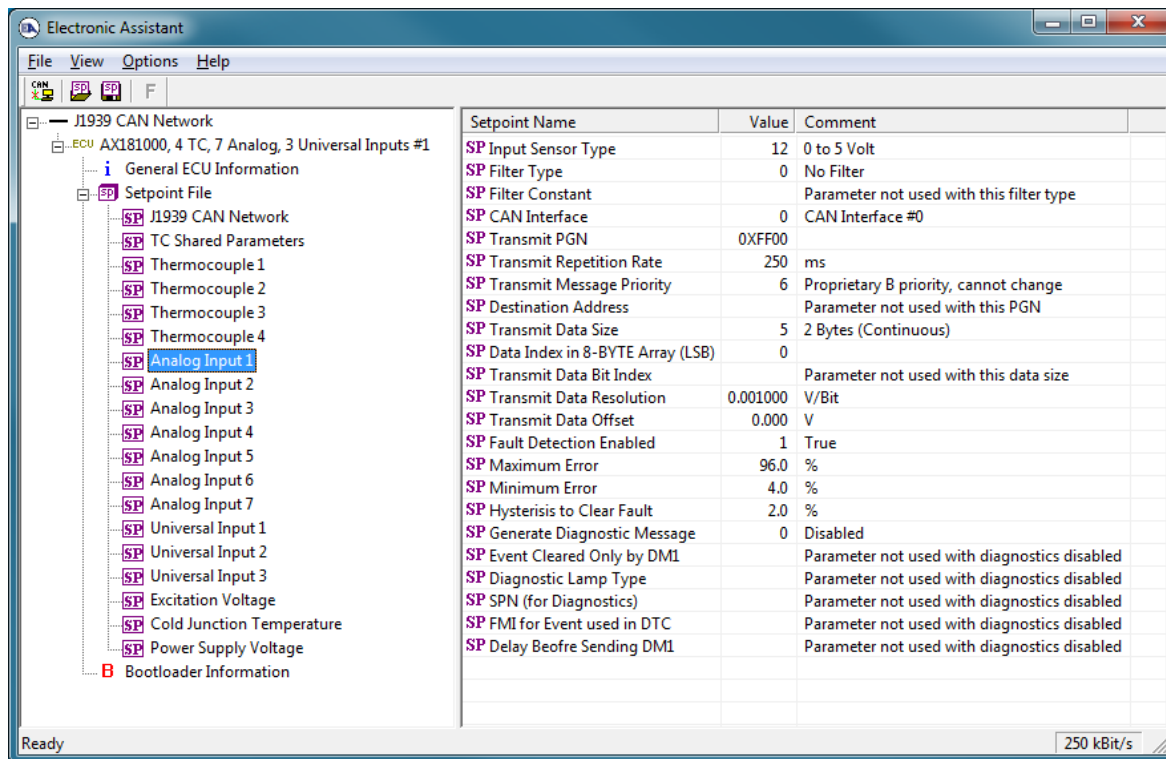 Electronic Assistant
File View Options Help
CAN SP SP F
J1939 CAN Network
ECU AX181000, 4 TC, 7 Analog, 3 Universal Inputs #1
i General ECU Information
SP Setpoint File
SP J1939 CAN Network
SP TC Shared Parameters
SP Thermocouple 1
SP Thermocouple 2
SP Thermocouple 3
SP Thermocouple 4
SP Analog Input 1
SP Analog Input 2
SP Analog Input 3
SP Analog Input 4
SP Analog Input 5
SP Analog Input 6
SP Analog Input 7
SP Universal Input 1
SP Universal Input 2
SP Universal Input 3
SP Excitation Voltage
SP Cold Junction Temperature
SP Power Supply Voltage
B Bootloader Information
Setpoint Name Value Comment
SP Input Sensor Type 12 0 to 5 Volt
SP Filter Type 0 No Filter
SP Filter Constant Parameter not used with this filter type
SP CAN Interface 0 CAN Interface #0
SP Transmit PGN 0XFF00
SP Transmit Repetition Rate 250 ms
SP Transmit Message Priority 6 Proprietary B priority, cannot change
SP Destination Address Parameter not used with this PGN
SP Transmit Data Size 5 2 Bytes (Continuous)
SP Data Index in 8-BYTE Array (LSB) 0
SP Transmit Data Bit Index Parameter not used with this data size
SP Transmit Data Resolution 0.001000 V/Bit
SP Transmit Data Offset 0.000 V
SP Fault Detection Enabled 1 True
SP Maximum Error 96.0 %
SP Minimum Error 4.0 %
SP Hysterisis to Clear Fault 2.0 %
SP Generate Diagnostic Message 0 Disabled
SP Event Cleared Only by DM1 Parameter not used with diagnostics disabled
SP Diagnostic Lamp Type Parameter not used with diagnostics disabled
SP SPN (for Diagnostics) Parameter not used with diagnostics disabled
SP FMI for Event used in DTC Parameter not used with diagnostics disabled
SP Delay Beofre Sending DM1 Parameter not used with diagnostics disabled
Ready 250 kBit/s